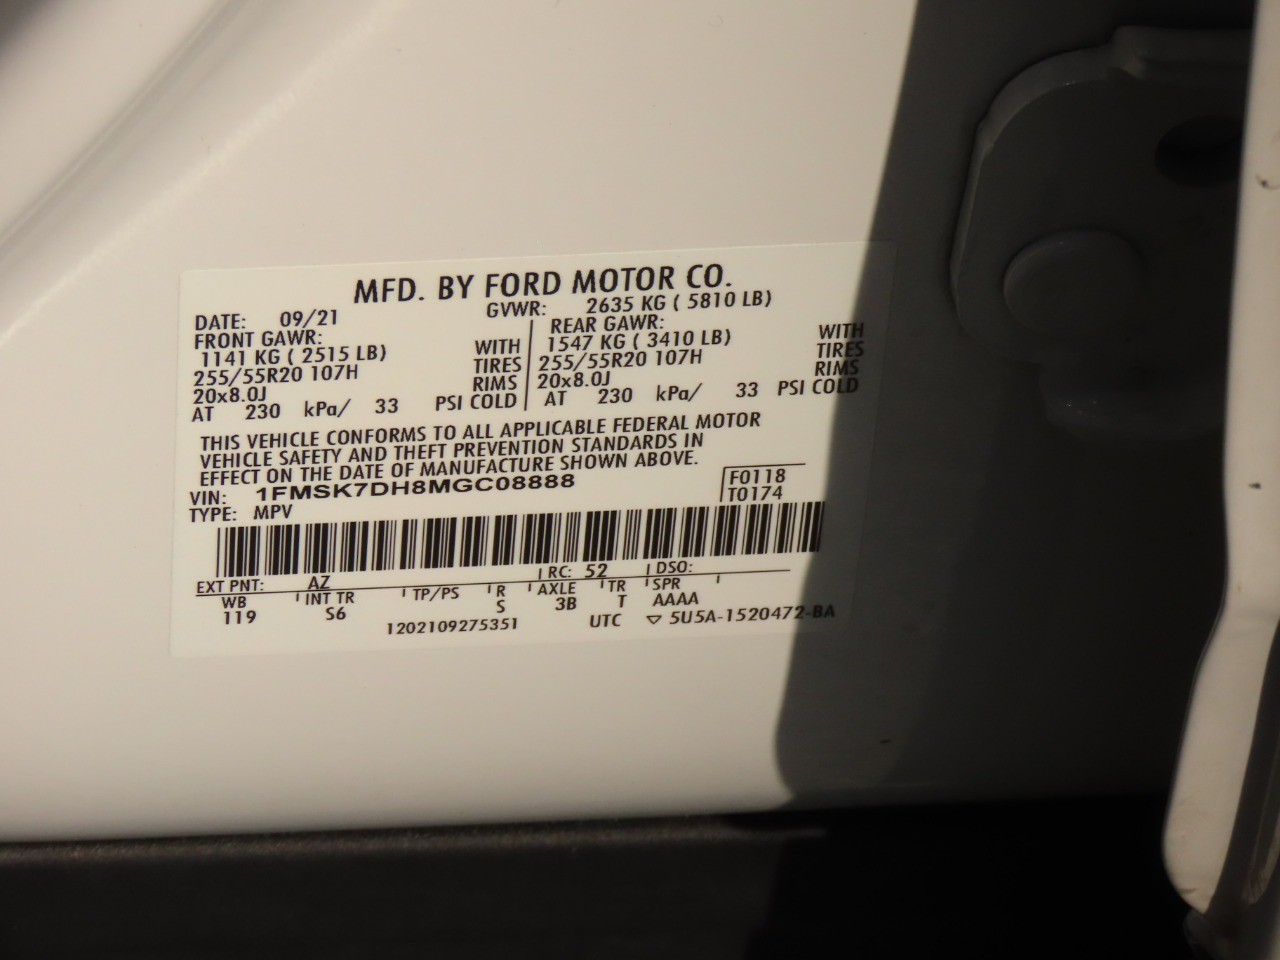 MFD. BY FORD MOTOR CO.
DATE: 09/21 GVWR: 2635 KG ( 5810 LB)
FRONT GAWR: REAR GAWR:
1141 KG ( 2515 LB) WITH 1547 KG ( 3410 LB) WITH
255/55R20 107H TIRES 255/55R20 107H TIRES
20x8.0J RIMS 20x8.0J RIMS
AT 230 kPa/ 33 PSI COLD AT 230 kPa/ 33 PSI COLD
THIS VEHICLE CONFORMS TO ALL APPLICABLE FEDERAL MOTOR
VEHICLE SAFETY AND THEFT PREVENTION STANDARDS IN
EFFECT ON THE DATE OF MANUFACTURE SHOWN ABOVE.
VIN: 1FMSK7DH8MGC08888 F0118
TYPE: MPV T0174
EXT PNT: AZ RC: 52 DSO:
WB INT TR TP/PS R AXLE TR SPR
119 S6 S 3B T AAAA
1202109275351 UTC ▽ 5U5A-1520472-BA